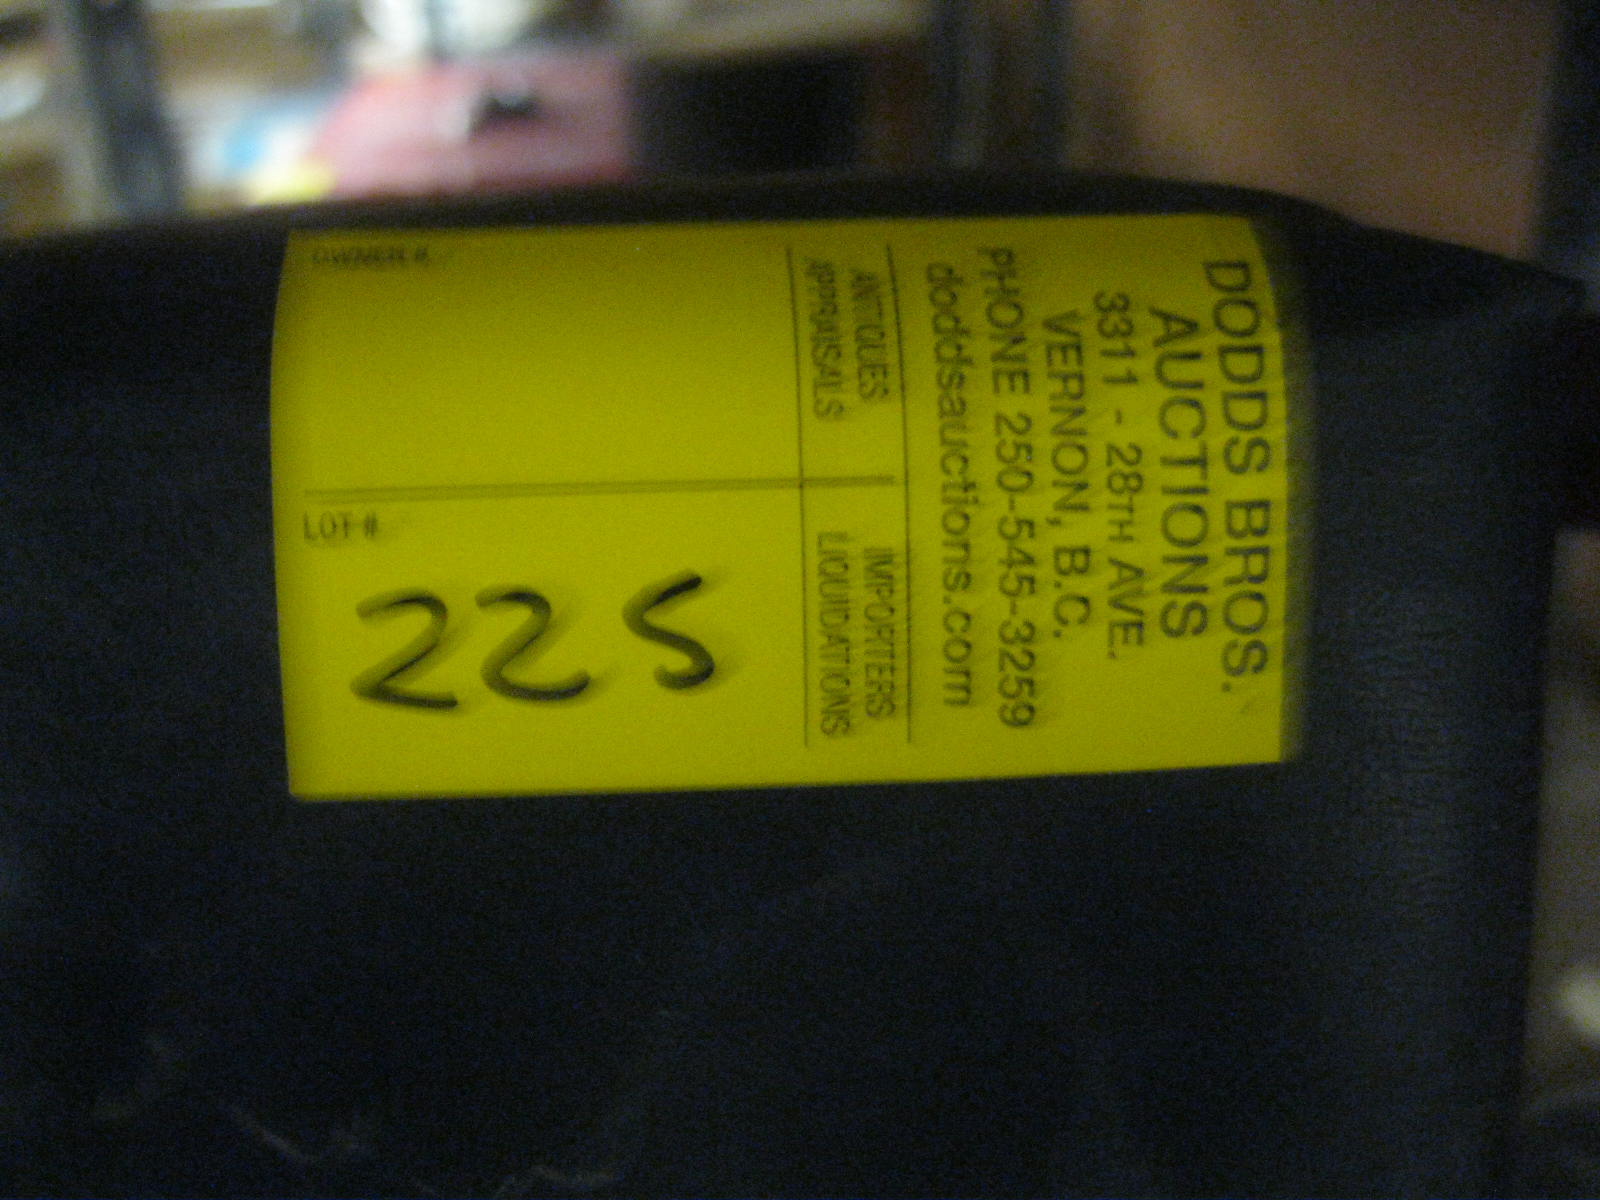 DODDS BROS.
AUCTIONS
3311 - 28TH AVE.
VERNON, B.C.
PHONE 250-545-3259
doddsauctions.com
ANTIQUES
APPRAISALS
IMPORTERS
LIQUIDATIONS
OWNER #
LOT #
225